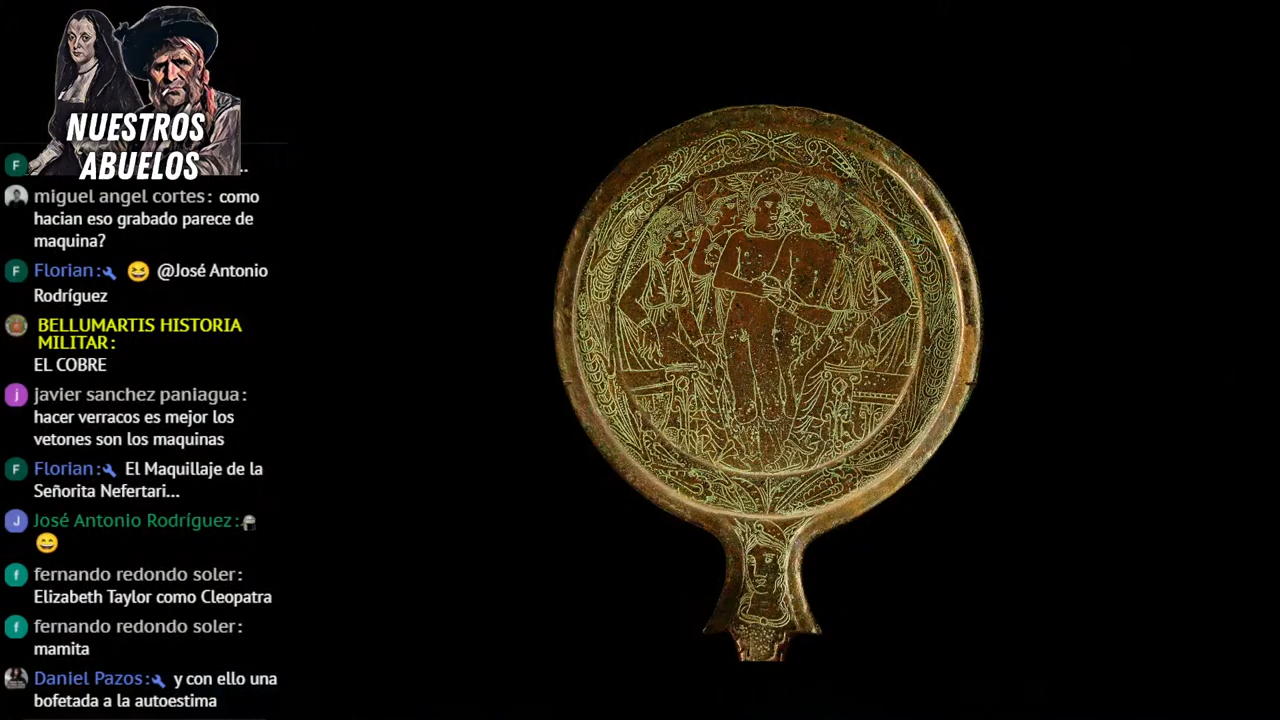 NUESTROS
ABUELOS
F
..
miguel angel cortes: como
hacian eso grabado parece de
maquina?
F Florian: 😆 @José Antonio
Rodríguez
BELLUMARTIS HISTORIA
MILITAR:
EL COBRE
j javier sanchez paniagua:
hacer verracos es mejor los
vetones son los maquinas
F Florian: El Maquillaje de la
Señorita Nefertari...
J José Antonio Rodríguez:
😄
f fernando redondo soler:
Elizabeth Taylor como Cleopatra
f fernando redondo soler:
mamita
Daniel Pazos: y con ello una
bofetada a la autoestima